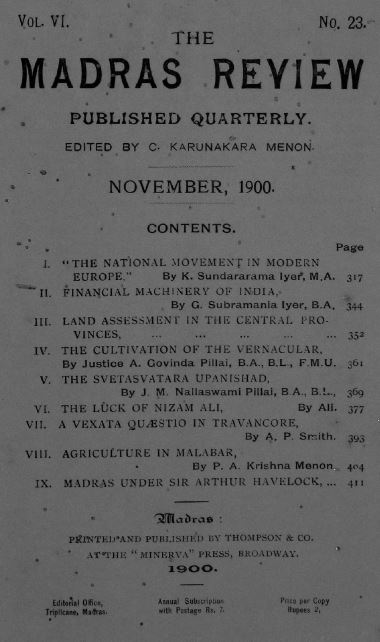 VOL. VI. No. 23.
THE
MADRAS REVIEW
PUBLISHED QUARTERLY.
EDITED BY C. KARUNAKARA MENON.
NOVEMBER, 1900.
CONTENTS.
Page
I. "THE NATIONAL MOVEMENT IN MODERN
EUROPE." By K. Sundararama Iyer, M.A. 317
II. FINANCIAL MACHINERY OF INDIA,
By G. Subramania Iyer, B.A. 344
III. LAND ASSESSMENT IN THE CENTRAL PRO-
VINCES, ... ... ... ... ... 352
IV. THE CULTIVATION OF THE VERNACULAR,
By Justice A. Govinda Pillai, B.A., B.L., F.M.U. 361
V. THE SVETASVATARA UPANISHAD,
By J. M. Nallaswami Pillai, B.A., B.L., 369
VI. THE LUCK OF NIZAM ALI, By Ali. 377
VII. A VEXATA QUÆSTIO IN TRAVANCORE,
By A. P. Smith. 393
VIII. AGRICULTURE IN MALABAR,
By P. A. Krishna Menon. 404
IX. MADRAS UNDER SIR ARTHUR HAVELOCK, ... 411
Madras :
PRINTED AND PUBLISHED BY THOMPSON & CO.
AT THE "MINERVA" PRESS, BROADWAY.
1900.
Editorial Office,
Triplicane, Madras.
Annual Subscription
with Postage Rs. 7.
Price per Copy
Rupees 2.